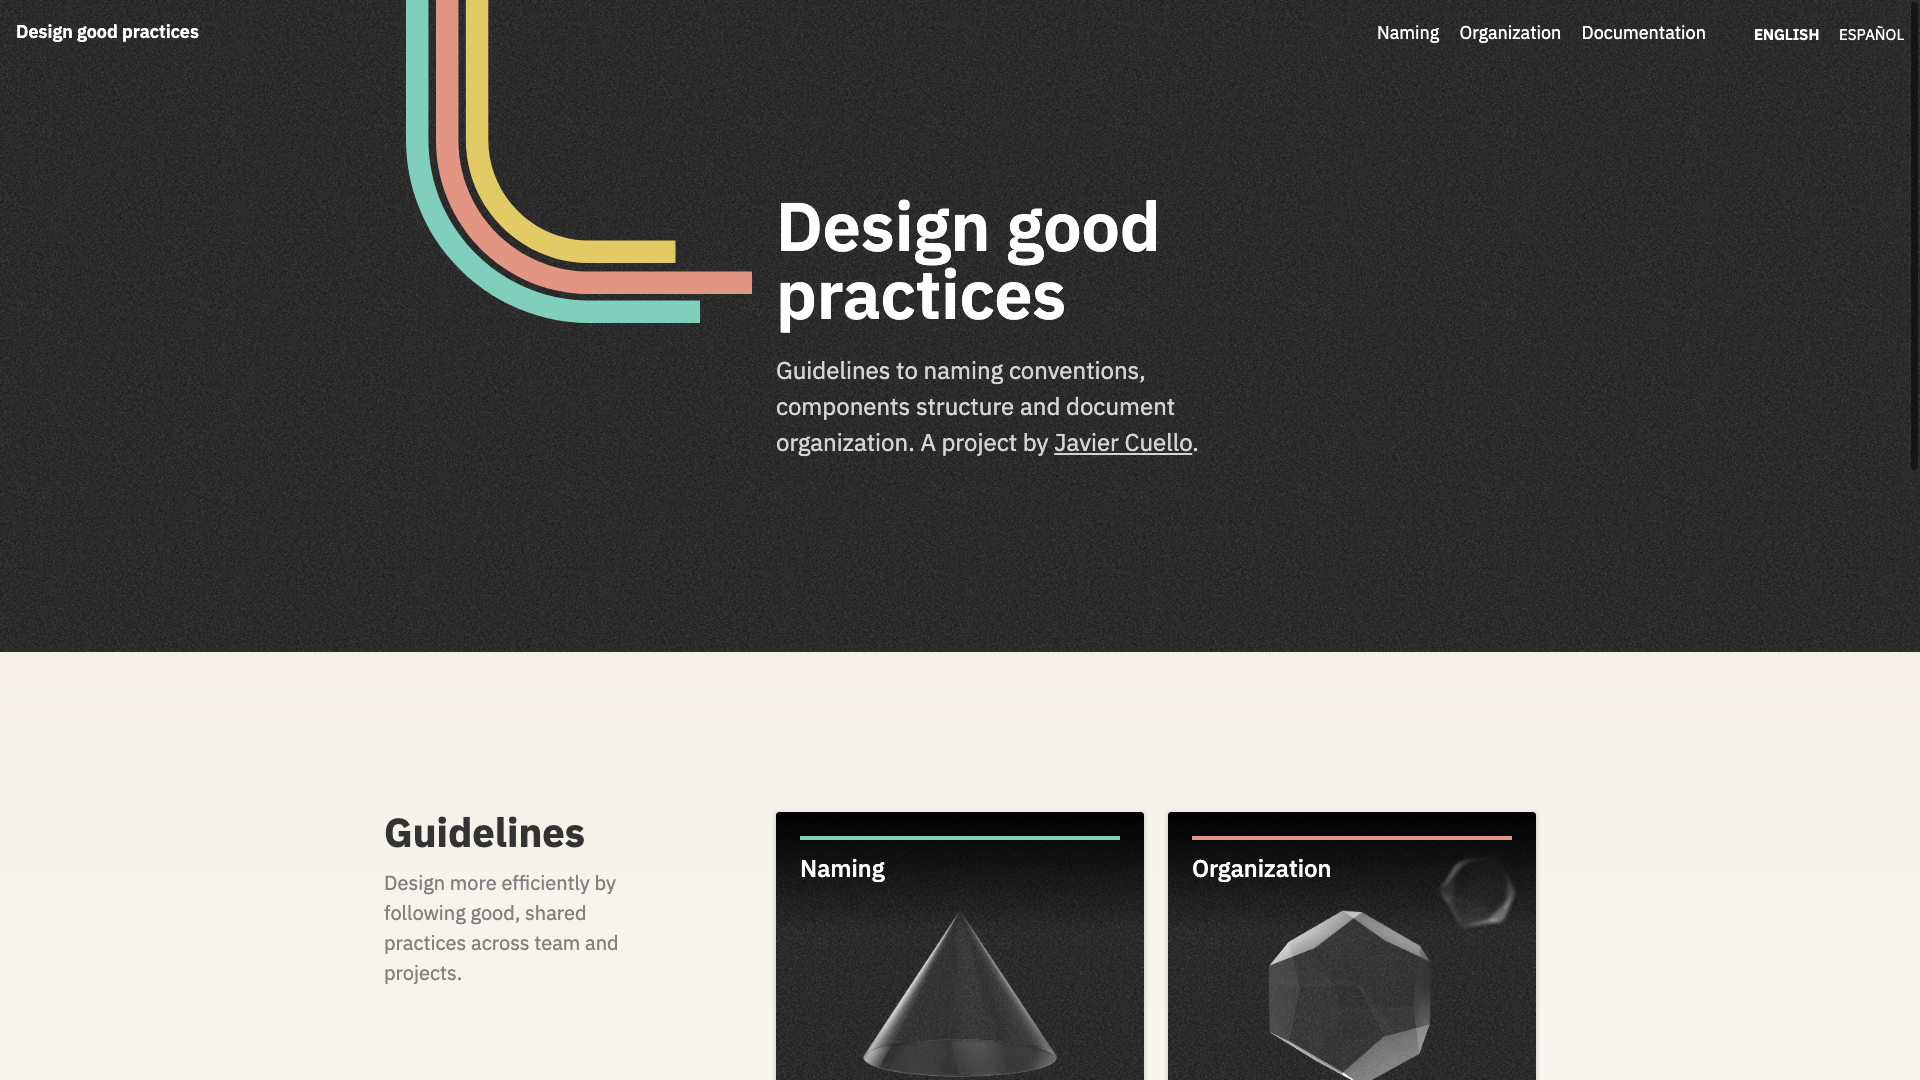 Design good practices
Naming Organization Documentation ENGLISH ESPAÑOL
Design good
practices
Guidelines to naming conventions,
components structure and document
organization. A project by Javier Cuello.
Guidelines
Design more efficiently by
following good, shared
practices across team and
projects.
Naming
Organization